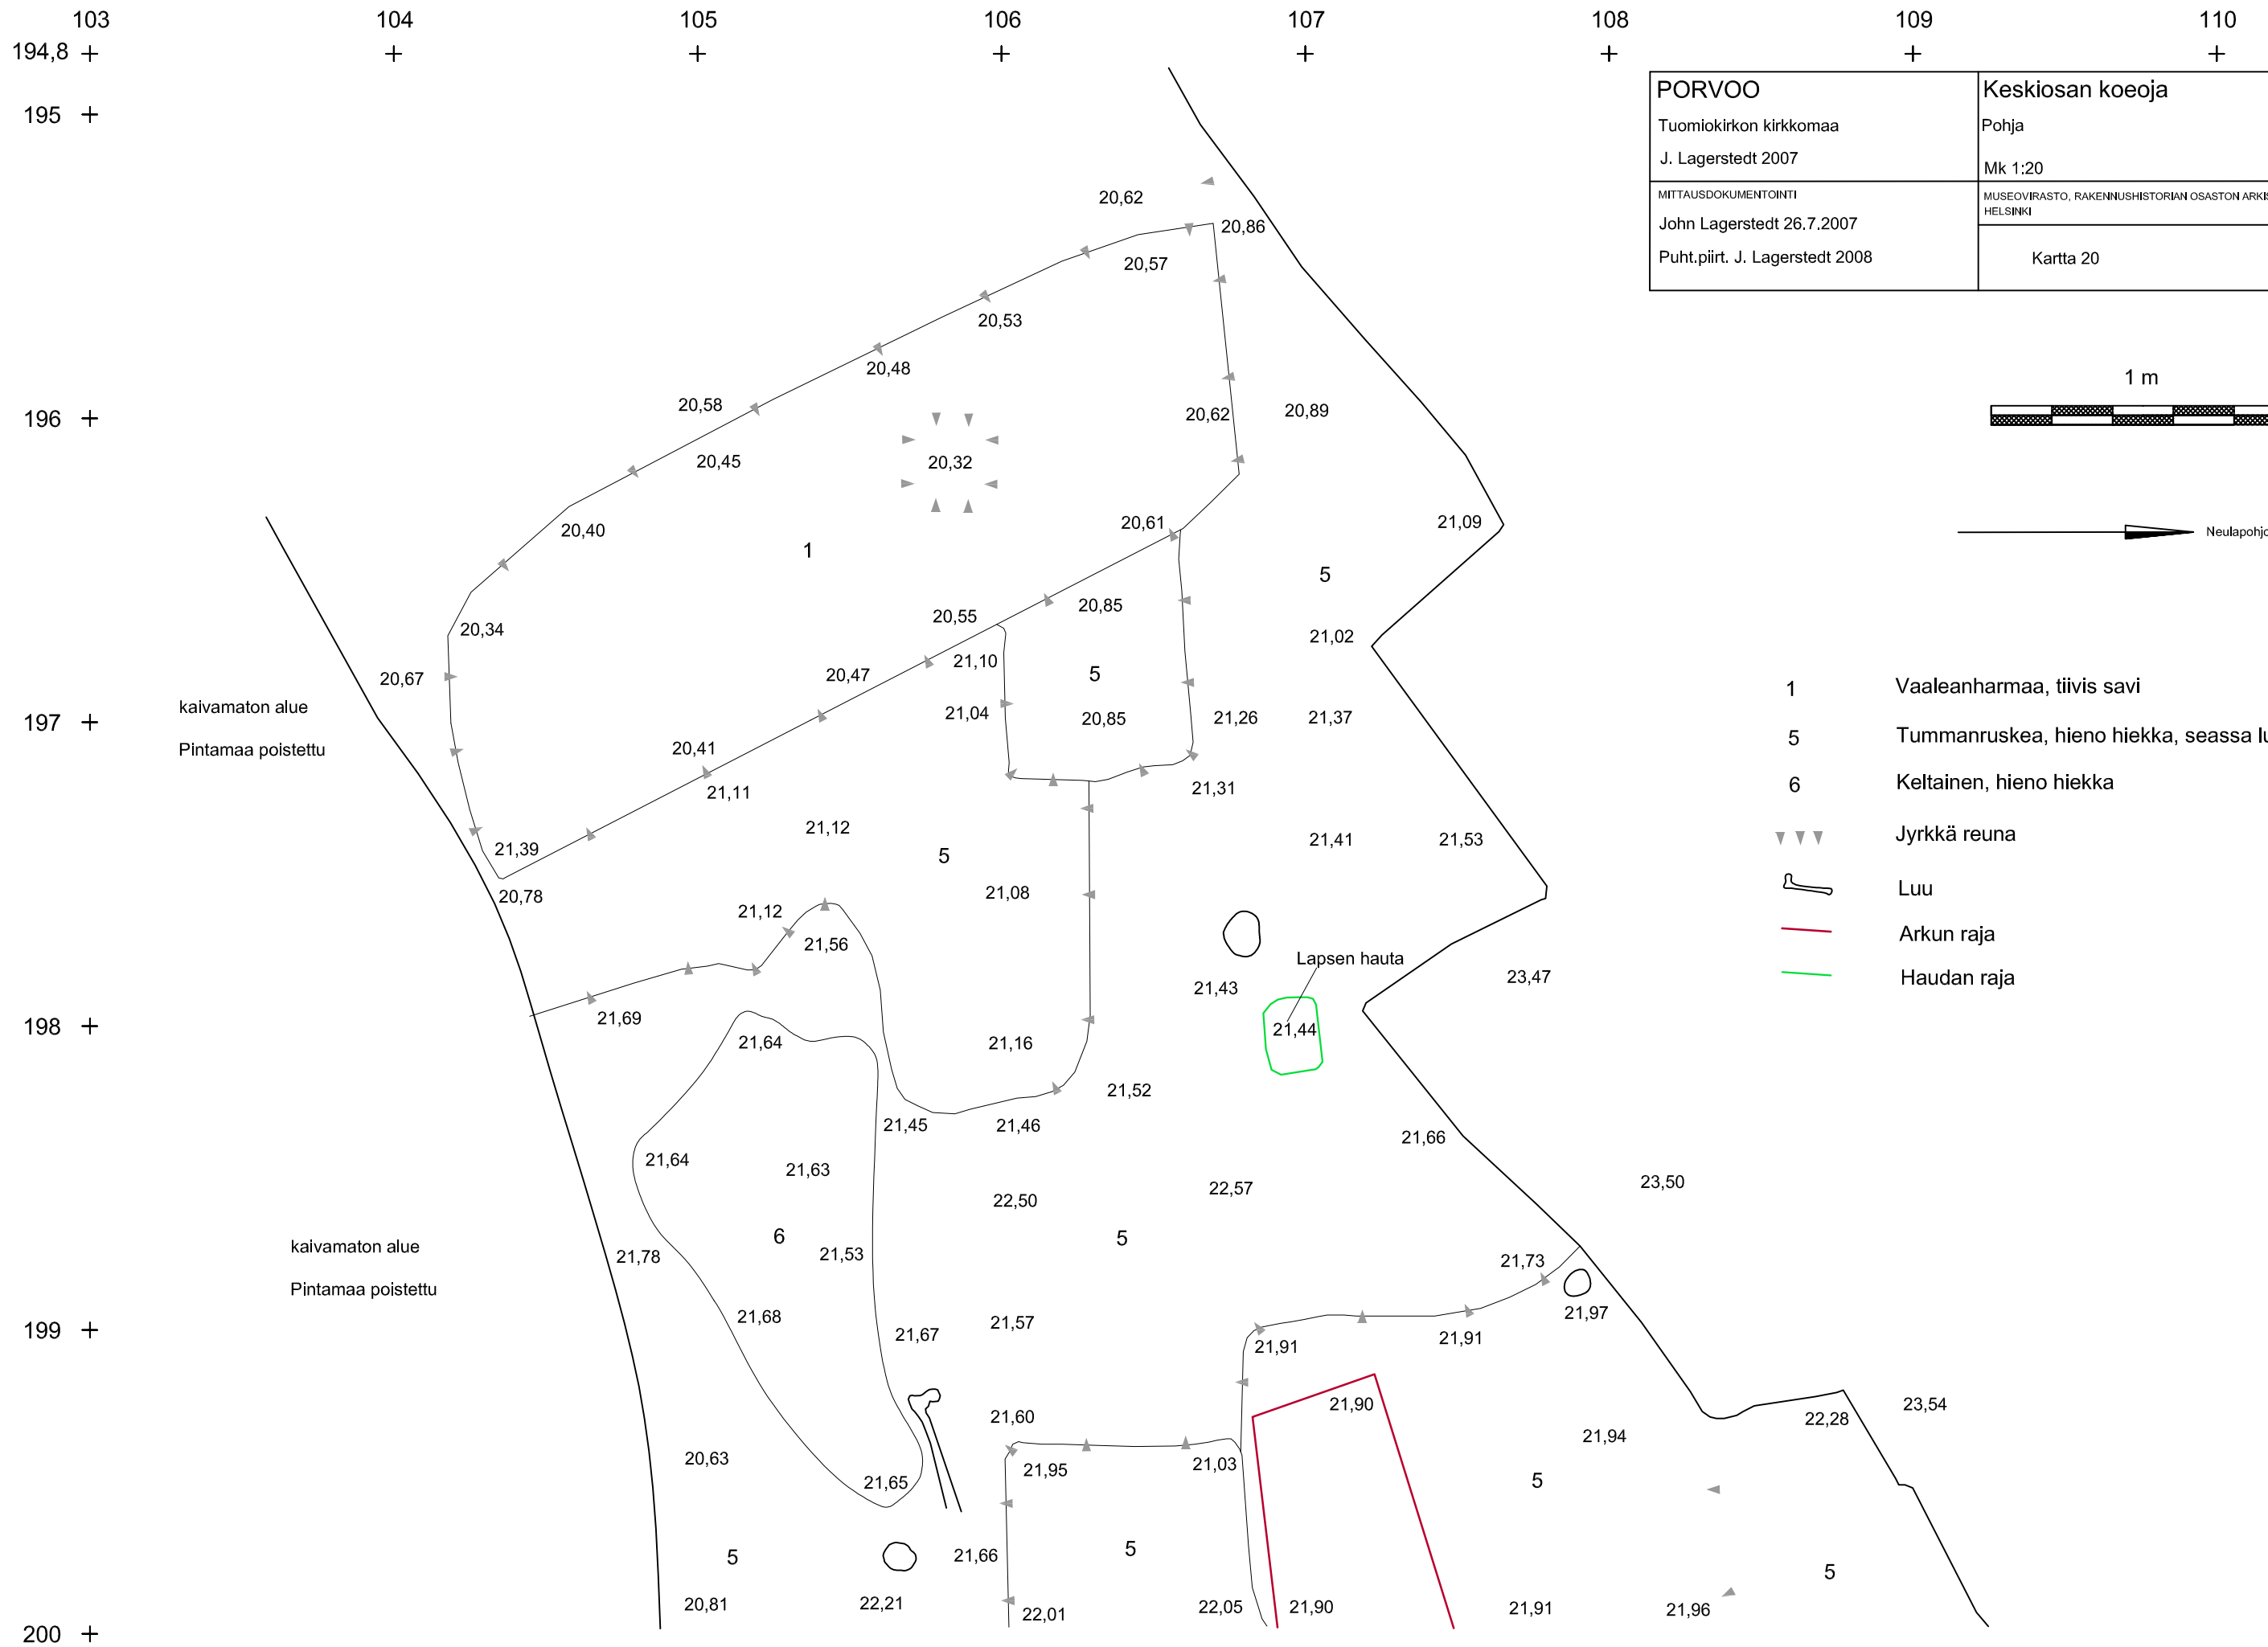 103 104 105 106 107 108 109 110
194,8
195
PORVOO
Tuomiokirkon kirkkomaa
J. Lagerstedt 2007
Keskiosan koeoja
Pohja
Mk 1:20
MITTAUSDOKUMENTOINTI
John Lagerstedt 26.7.2007
Puht.piirt. J. Lagerstedt 2008
MUSEOVIRASTO, RAKENNUSHISTORIAN OSASTON
HELSINKI
Kartta 20
20,62
20,86
20,57
20,53
20,48
1 m
20,58
196
20,62 20,89
20,45 20,32
20,40
20,61 21,09
Neulapohjo
1
5
20,85
20,55
20,34
21,02
21,10
20,47 5
20,67
1 Vaaleanharmaa, tiivis savi
kaivamaton alue
21,04 20,85 21,26 21,37
197
5 Tummanruskea, hieno hiekka, seassa
Pintamaa poistettu
20,41
6 Keltainen, hieno hiekka
21,11 21,31
21,12
Jyrkkä reuna
21,39 5 21,41 21,53
20,78 21,08
Luu
21,12
21,56
Arkun raja
Lapsen hauta
23,47
Haudan raja
21,43
21,69
198
21,64 21,16 21,44
21,52
21,45 21,46
21,66
21,64 21,63
23,50
22,50 22,57
6 5
kaivamaton alue
21,78 21,53 21,73
Pintamaa poistettu
21,68 21,57 21,97
199
21,67 21,91 21,91
21,60 21,90 22,28 23,54
21,94
20,63 21,95 21,03
21,65 5
5 21,66 5 5
20,81 22,21 22,01 22,05 21,90 21,91 21,96
200